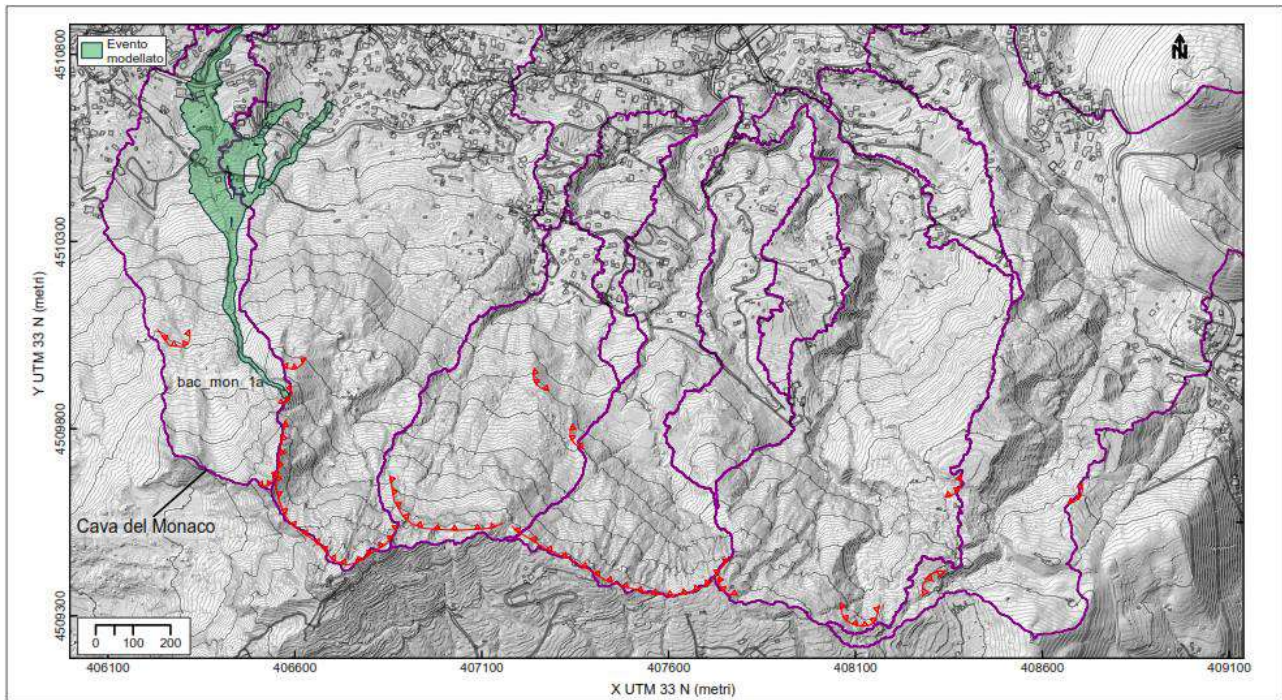 Evento
modellato
N
4510800
4510300
4509800
4509300
Y UTM 33 N (metri)
bac_mon_1a
Cava del Monaco
0 100 200
406100 406600 407100 407600 408100 408600 409100
X UTM 33 N (metri)